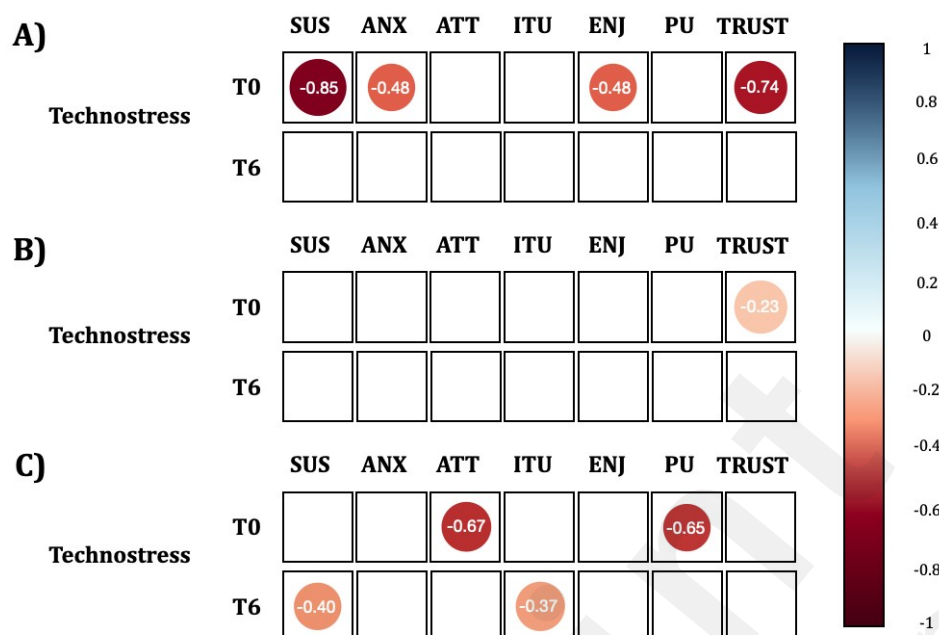 A)
SUS ANX ATT ITU ENJ PU TRUST
T0 -0.85 -0.48 -0.48 -0.74
Technostress
T6
B)
SUS ANX ATT ITU ENJ PU TRUST
T0 -0.23
Technostress
T6
C)
SUS ANX ATT ITU ENJ PU TRUST
T0 -0.67 -0.65
Technostress
T6 -0.40 -0.37
1
0.8
0.6
0.4
0.2
0
-0.2
-0.4
-0.6
-0.8
-1